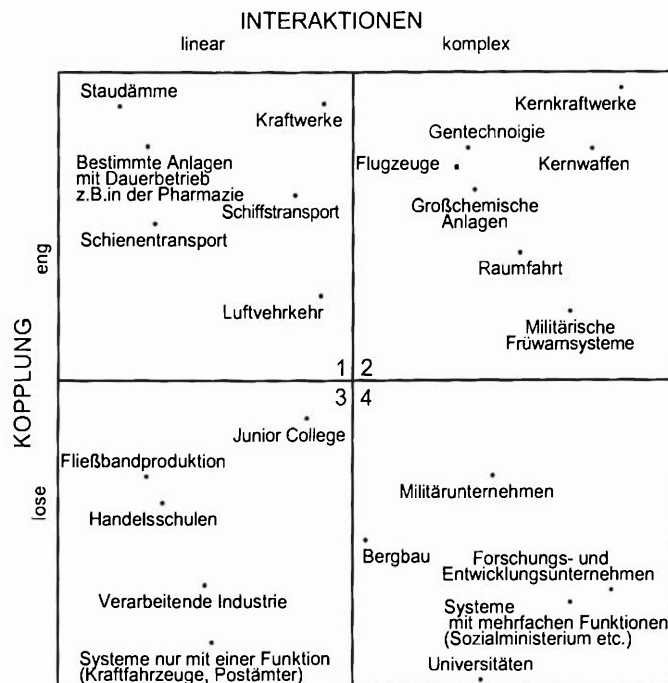 INTERAKTIONEN
linear
komplex
KOPPLUNG
eng
lose
Staudämme
Kraftwerke
Bestimmte Anlagen
mit Dauerbetrieb
z.B.in der Pharmazie
Schiffstransport
Schienentransport
Luftvehrkehr
1
Kernkraftwerke
Gentechnoigie
Flugzeuge
Kernwaffen
Großchemische
Anlagen
Raumfahrt
Militärische
Früwarnsysteme
2
3
Junior College
Fließbandproduktion
Handelsschulen
Verarbeitende Industrie
Systeme nur mit einer Funktion
(Kraftfahrzeuge, Postämter)
4
Militärunternehmen
Bergbau
Forschungs- und
Entwicklungsunternehmen
Systeme
mit mehrfachen Funktionen
(Sozialministerium etc.)
Universitäten